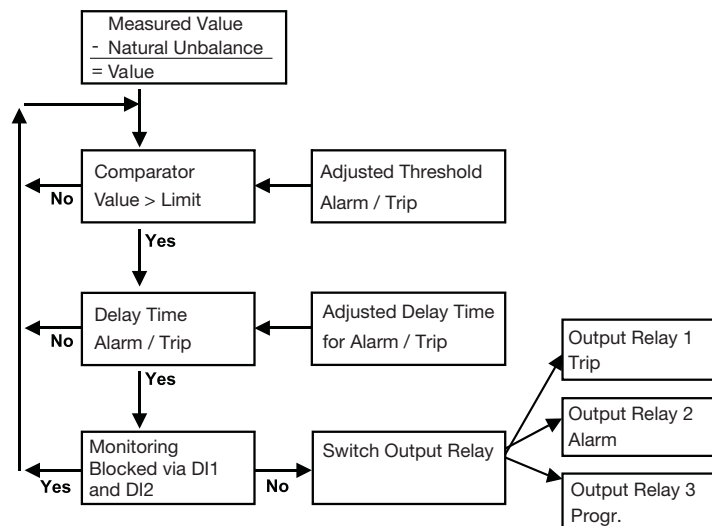 Measured Value
- Natural Unbalance
= Value
Comparator
Value > Limit
Adjusted Threshold
Alarm / Trip
No
Yes
Delay Time
Alarm / Trip
Adjusted Delay Time
for Alarm / Trip
No
Yes
Monitoring
Blocked via DI1
and DI2
Yes
No
Switch Output Relay
Output Relay 1
Trip
Output Relay 2
Alarm
Output Relay 3
Progr.